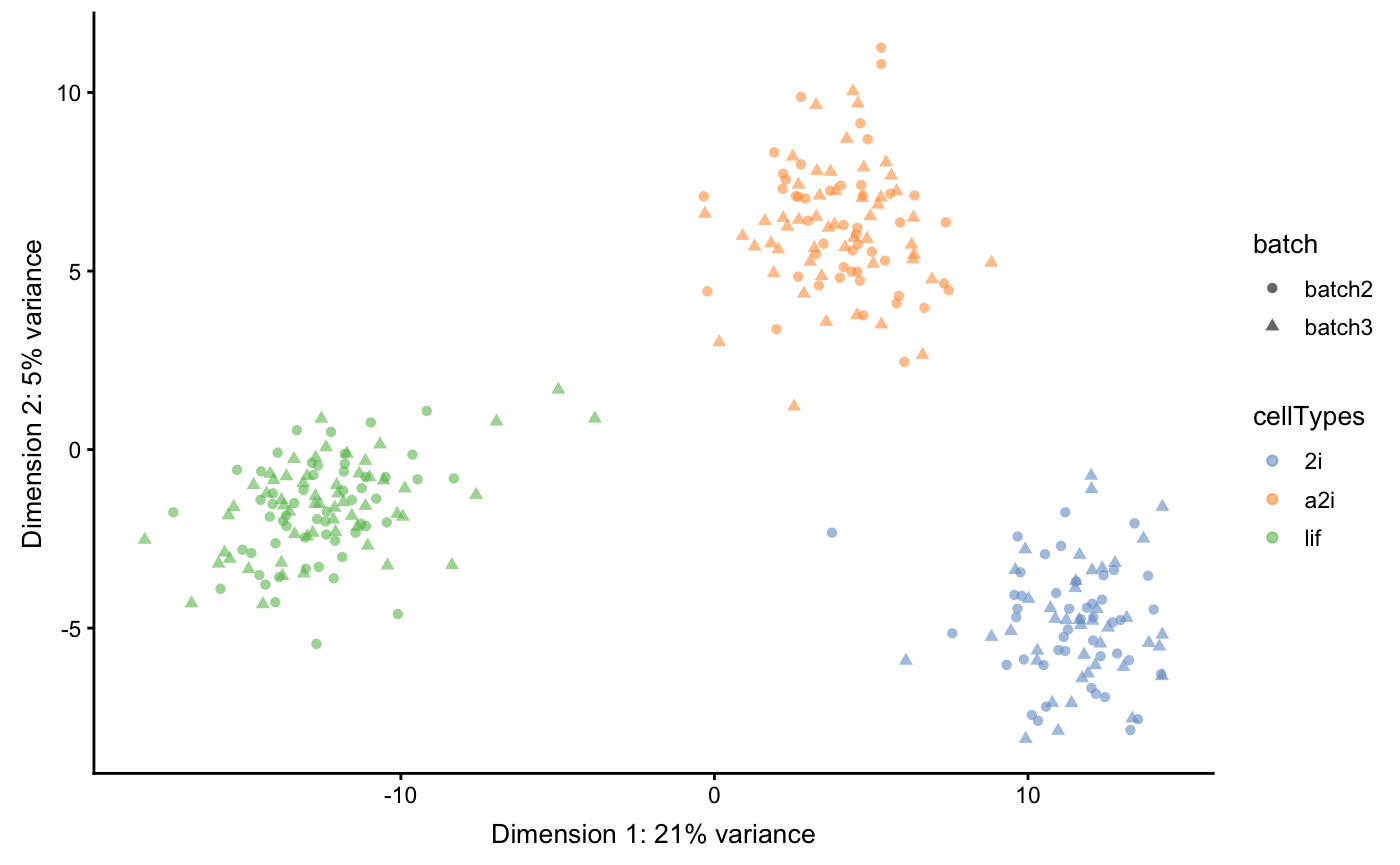 10
5
0
-5
Dimension 2: 5% variance
-10
0
10
Dimension 1: 21% variance
batch
batch2
batch3
cellTypes
2i
a2i
lif